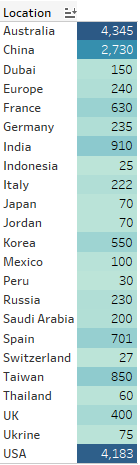 Location
Australia 4,345
China 2,730
Dubai 150
Europe 240
France 630
Germany 235
India 910
Indonesia 25
Italy 222
Japan 70
Jordan 70
Korea 550
Mexico 100
Peru 30
Russia 230
Saudi Arabia 200
Spain 701
Switzerland 27
Taiwan 850
Thailand 60
UK 400
Ukrine 75
USA 4,183